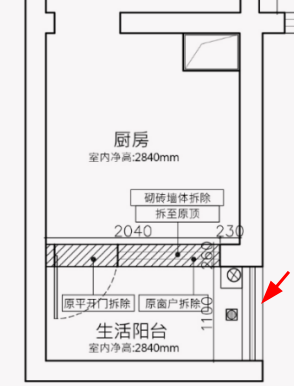 厨房
室内净高:2840mm
砌砖墙体拆除
拆至原顶
2040
230
260
原平开门拆除
原窗户拆除
1100
生活阳台
室内净高:2840mm